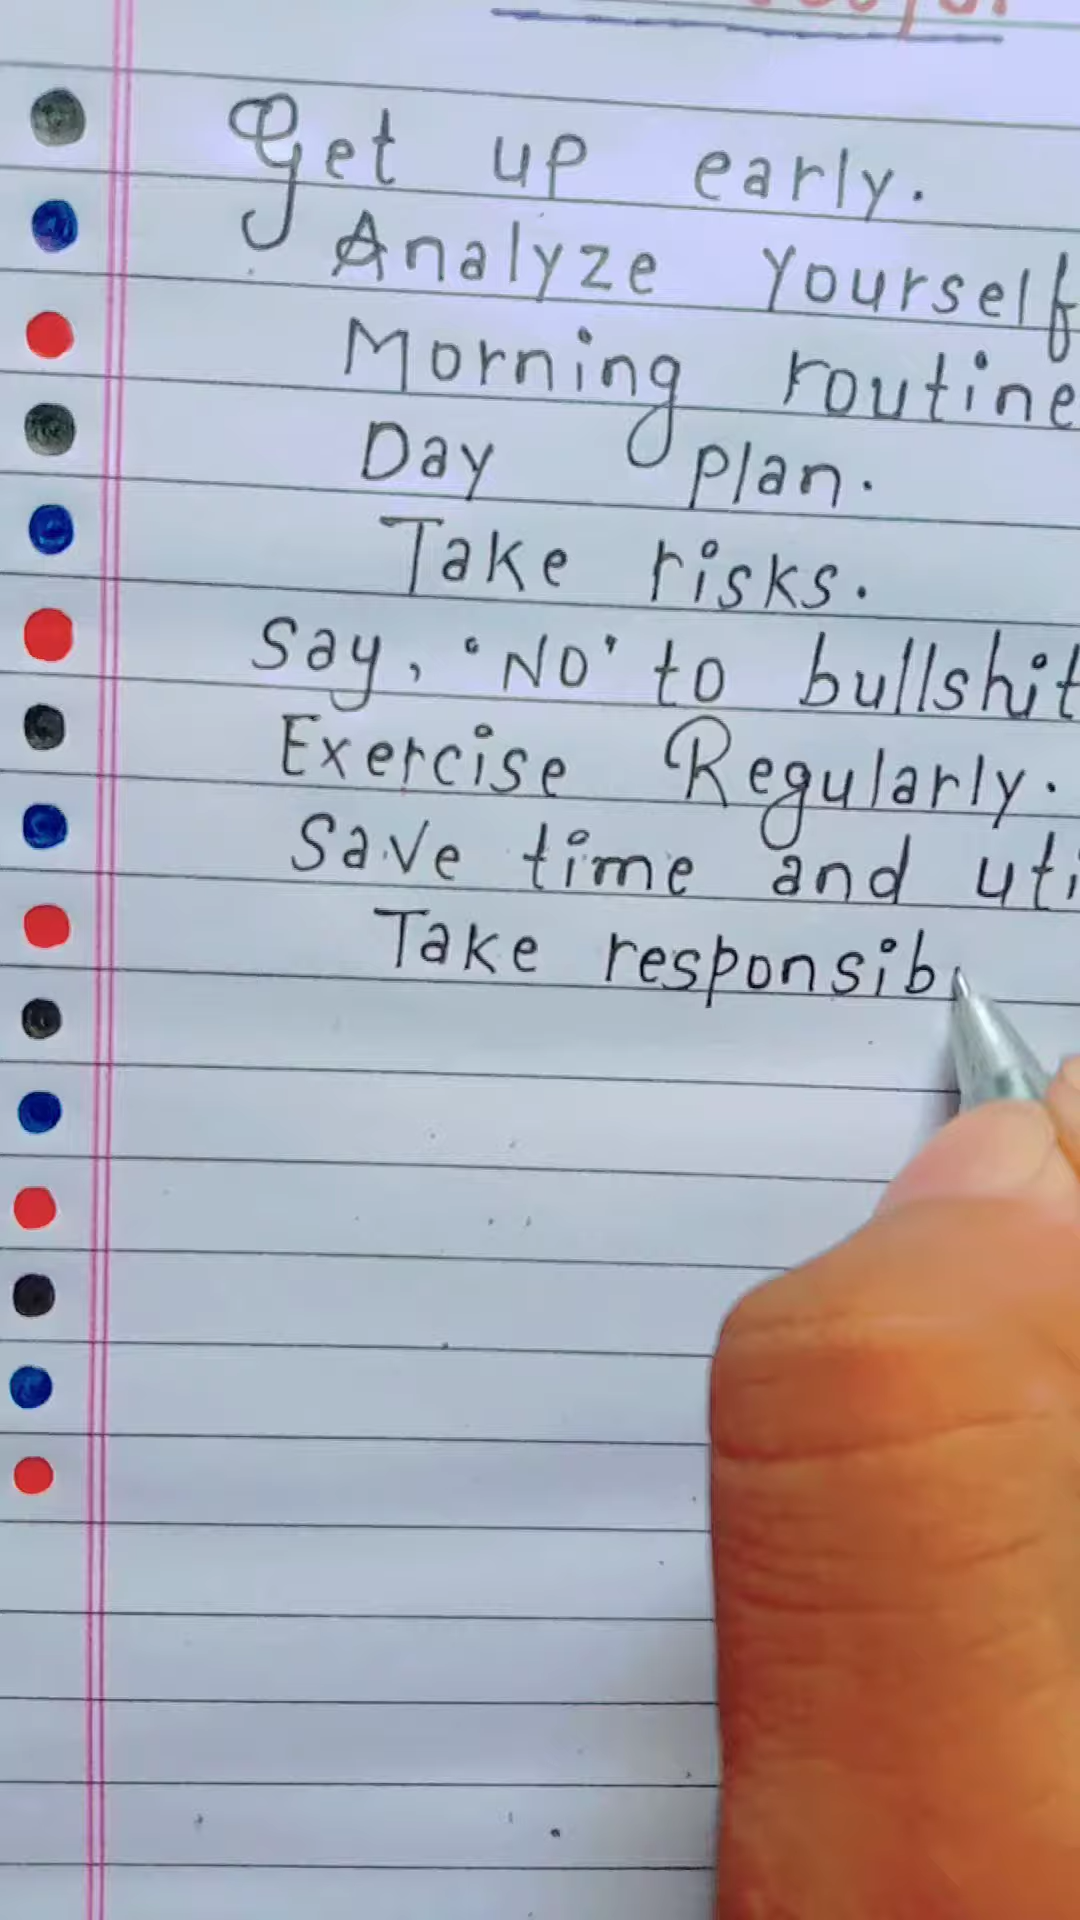 Get up early.
Analyze yourself
Morning routine
Day plan.
Take risks.
Say, 'NO' to bullshit
Exercise Regularly.
Save time and uti
Take responsib